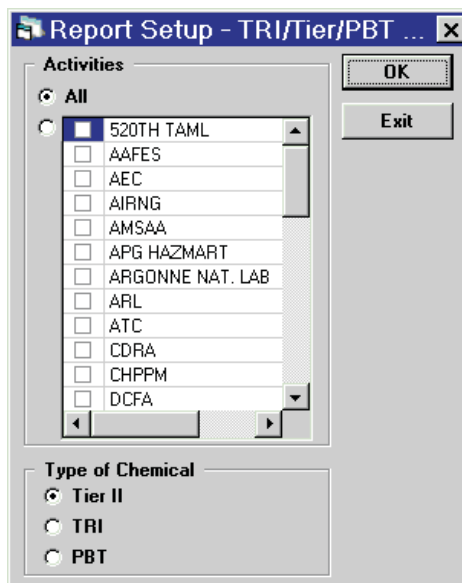 Report Setup - TRI/Tier/PBT ...
Activities
All
520TH TAML
AAFES
AEC
AIRNG
AMSAA
APG HAZMART
ARGONNE NAT. LAB
ARL
ATC
CDRA
CHPPM
DCFA
OK
Exit
Type of Chemical
Tier II
TRI
PBT